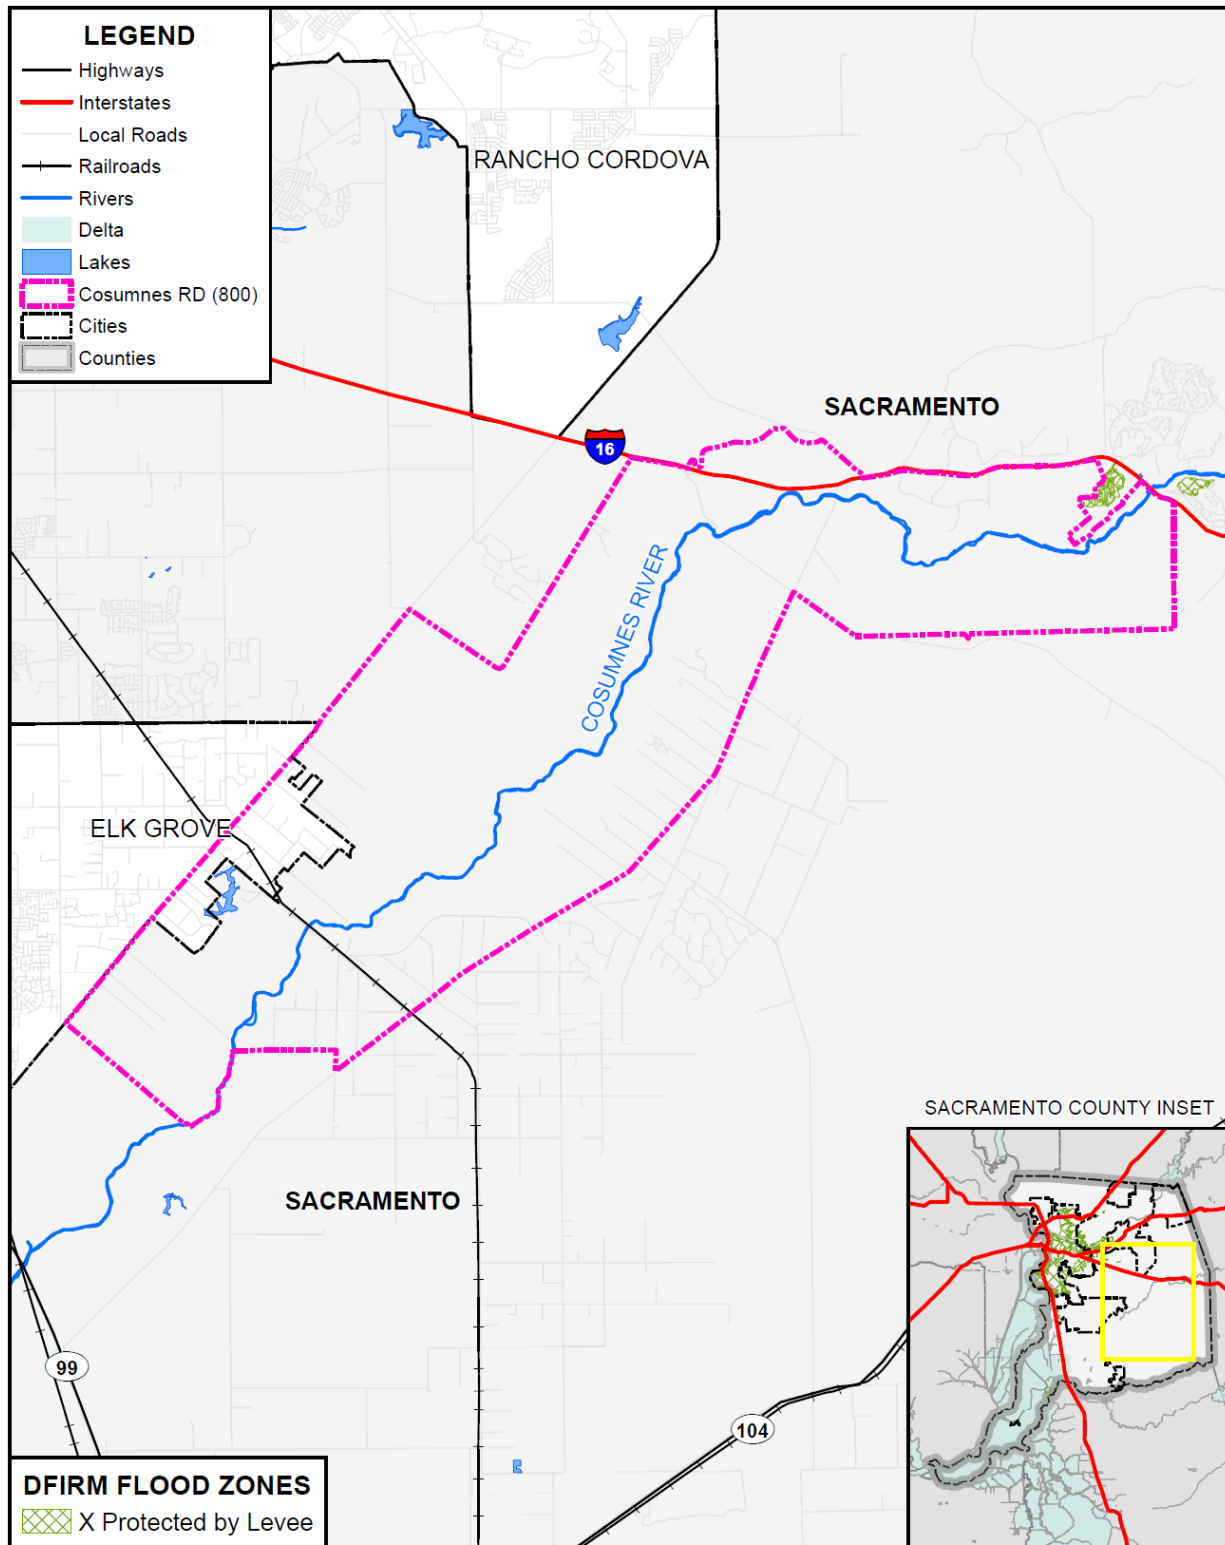 LEGEND
Highways
Interstates
Local Roads
Railroads
Rivers
Delta
Lakes
Cosumnes RD (800)
Cities
Counties
RANCHO CORDOVA
SACRAMENTO
16
COSUMNES RIVER
ELK GROVE
SACRAMENTO COUNTY INSET
SACRAMENTO
99
104
DFIRM FLOOD ZONES
X Protected by Levee